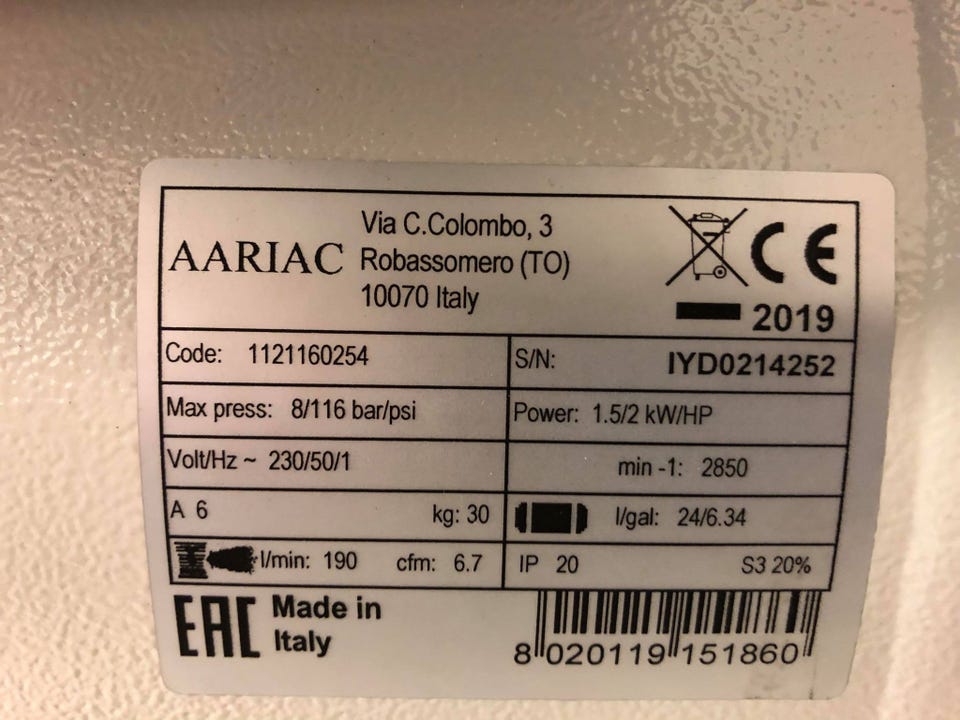 AARIAC
Via C.Colombo, 3
Robassomero (TO)
10070 Italy
CE
2019
Code: 1121160254
S/N: IYD0214252
Max press: 8/116 bar/psi
Power: 1.5/2 kW/HP
Volt/Hz ~ 230/50/1
min -1: 2850
A 6 kg: 30
l/gal: 24/6.34
l/min: 190 cfm: 6.7
IP 20 S3 20%
EAC
Made in
Italy
8 020119 151860